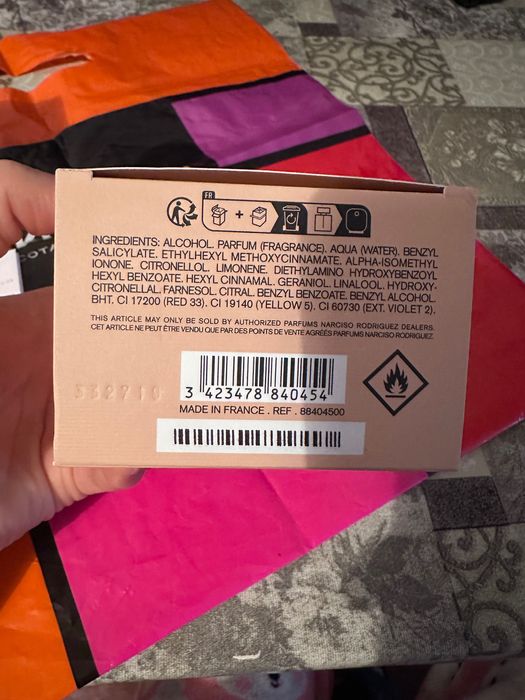 FR
INGREDIENTS: ALCOHOL. PARFUM (FRAGRANCE). AQUA (WATER). BENZYL
SALICYLATE. ETHYLHEXYL METHOXYCINNAMATE. ALPHA-ISOMETHYL
IONONE. CITRONELLOL. LIMONENE. DIETHYLAMINO HYDROXYBENZOYL
HEXYL BENZOATE. HEXYL CINNAMAL. GERANIOL. LINALOOL. HYDROXY-
CITRONELLAL. FARNESOL. CITRAL. BENZYL BENZOATE. BENZYL ALCOHOL.
BHT. CI 17200 (RED 33). CI 19140 (YELLOW 5). CI 60730 (EXT. VIOLET 2).
THIS ARTICLE MAY ONLY BE SOLD BY AUTHORIZED PARFUMS NARCISO RODRIGUEZ DEALERS.
CET ARTICLE NE PEUT ÊTRE VENDU QUE PAR DES POINTS DE VENTE AGRÉÉS PARFUMS NARCISO RODRIGUEZ.
3 423478 840454
MADE IN FRANCE . REF . 88404500